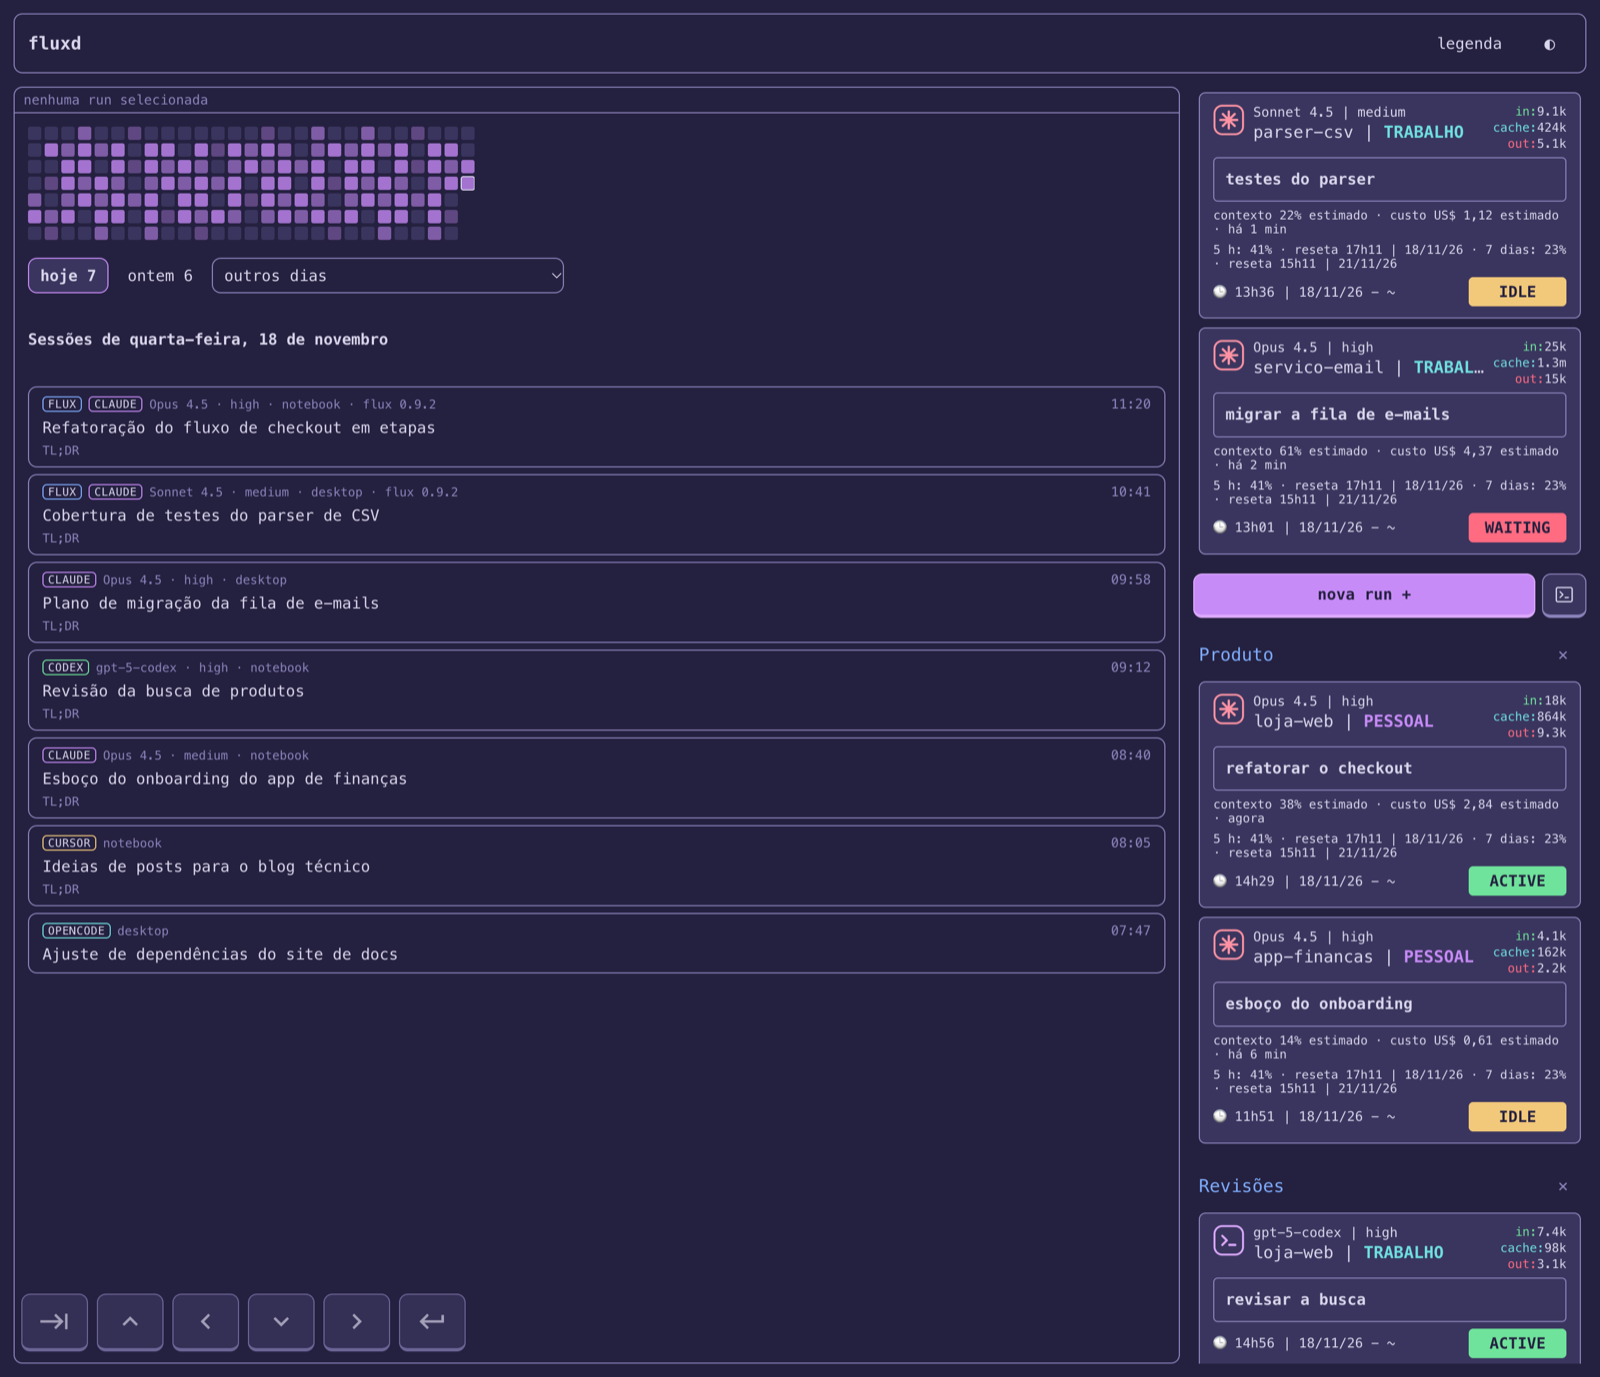 fluxd
legenda
nenhuma run selecionada
hoje 7
ontem 6
outros dias
Sessões de quarta-feira, 18 de novembro
FLUX CLAUDE Opus 4.5 · high · notebook · flux 0.9.2 11:20
Refatoração do fluxo de checkout em etapas
TL;DR
FLUX CLAUDE Sonnet 4.5 · medium · desktop · flux 0.9.2 10:41
Cobertura de testes do parser de CSV
TL;DR
CLAUDE Opus 4.5 · high · desktop 09:58
Plano de migração da fila de e-mails
TL;DR
CODEX gpt-5-codex · high · notebook 09:12
Revisão da busca de produtos
TL;DR
CLAUDE Opus 4.5 · medium · notebook 08:40
Esboço do onboarding do app de finanças
TL;DR
CURSOR notebook 08:05
Ideias de posts para o blog técnico
TL;DR
OPENCODE desktop 07:47
Ajuste de dependências do site de docs
Sonnet 4.5 | medium
parser-csv | TRABALHO
in:9.1k
cache:424k
out:5.1k
testes do parser
contexto 22% estimado · custo US$ 1,12 estimado
· há 1 min
5 h: 41% · reseta 17h11 | 18/11/26 · 7 dias: 23%
· reseta 15h11 | 21/11/26
13h36 | 18/11/26 – ~
IDLE
Opus 4.5 | high
servico-email | TRABAL…
in:25k
cache:1.3m
out:15k
migrar a fila de e-mails
contexto 61% estimado · custo US$ 4,37 estimado
· há 2 min
5 h: 41% · reseta 17h11 | 18/11/26 · 7 dias: 23%
· reseta 15h11 | 21/11/26
13h01 | 18/11/26 – ~
WAITING
nova run +
Produto ×
Opus 4.5 | high
loja-web | PESSOAL
in:18k
cache:864k
out:9.3k
refatorar o checkout
contexto 38% estimado · custo US$ 2,84 estimado
· agora
5 h: 41% · reseta 17h11 | 18/11/26 · 7 dias: 23%
· reseta 15h11 | 21/11/26
14h29 | 18/11/26 – ~
ACTIVE
Opus 4.5 | high
app-financas | PESSOAL
in:4.1k
cache:162k
out:2.2k
esboço do onboarding
contexto 14% estimado · custo US$ 0,61 estimado
· há 6 min
5 h: 41% · reseta 17h11 | 18/11/26 · 7 dias: 23%
· reseta 15h11 | 21/11/26
11h51 | 18/11/26 – ~
IDLE
Revisões ×
gpt-5-codex | high
loja-web | TRABALHO
in:7.4k
cache:98k
out:3.1k
revisar a busca
14h56 | 18/11/26 – ~
ACTIVE